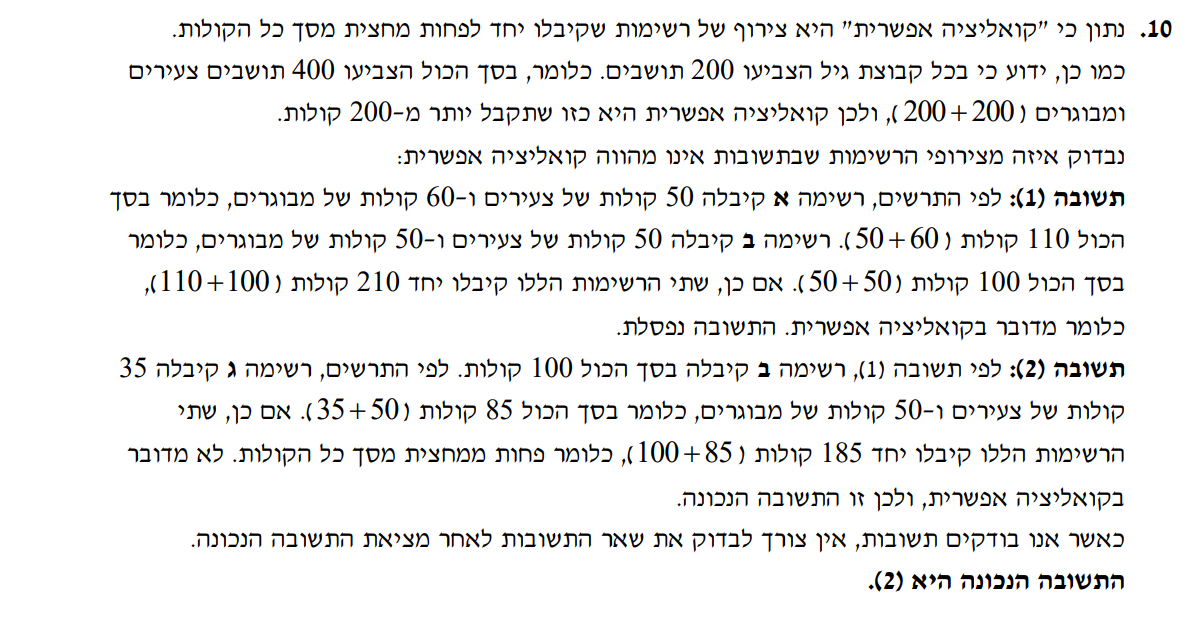 10. נתון כי "קואליציה אפשרית" היא צירוף של רשימות שקיבלו יחד לפחות מחצית מסך כל הקולות.
כמו כן, ידוע כי בכל קבוצת גיל הצביעו 200 תושבים. כלומר, בסך הכול הצביעו 400 תושבים צעירים
ומבוגרים (200+200), ולכן קואליציה אפשרית היא כזו שתקבל יותר מ-200 קולות.
נבדוק איזה מצירופי הרשימות שבתשובות אינו מהווה קואליציה אפשרית:
תשובה (1): לפי התרשים, רשימה א קיבלה 50 קולות של צעירים ו-60 קולות של מבוגרים, כלומר בסך
הכול 110 קולות (50+60). רשימה ב קיבלה 50 קולות של צעירים ו-50 קולות של מבוגרים, כלומר
בסך הכול 100 קולות (50+50). אם כן, שתי הרשימות הללו קיבלו יחד 210 קולות (110+100),
כלומר מדובר בקואליציה אפשרית. התשובה נפסלת.
תשובה (2): לפי תשובה (1), רשימה ב קיבלה בסך הכול 100 קולות. לפי התרשים, רשימה ג קיבלה 35
קולות של צעירים ו-50 קולות של מבוגרים, כלומר בסך הכול 85 קולות (35+50). אם כן, שתי
הרשימות הללו קיבלו יחד 185 קולות (100+85), כלומר פחות ממחצית מסך כל הקולות. לא מדובר
בקואליציה אפשרית, ולכן זו התשובה הנכונה.
כאשר אנו בודקים תשובות, אין צורך לבדוק את שאר התשובות לאחר מציאת התשובה הנכונה.
התשובה הנכונה היא (2).